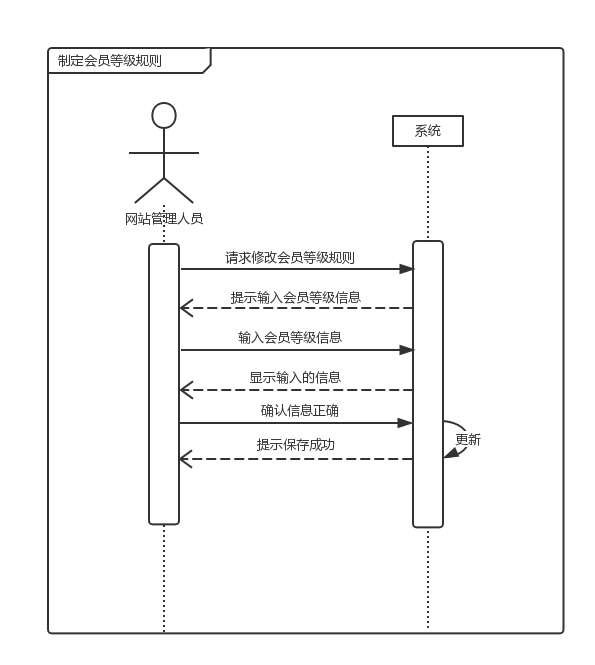 制定会员等级规则
系统
网站管理人员
请求修改会员等级规则
提示输入会员等级信息
输入会员等级信息
显示输入的信息
确认信息正确
更新
提示保存成功